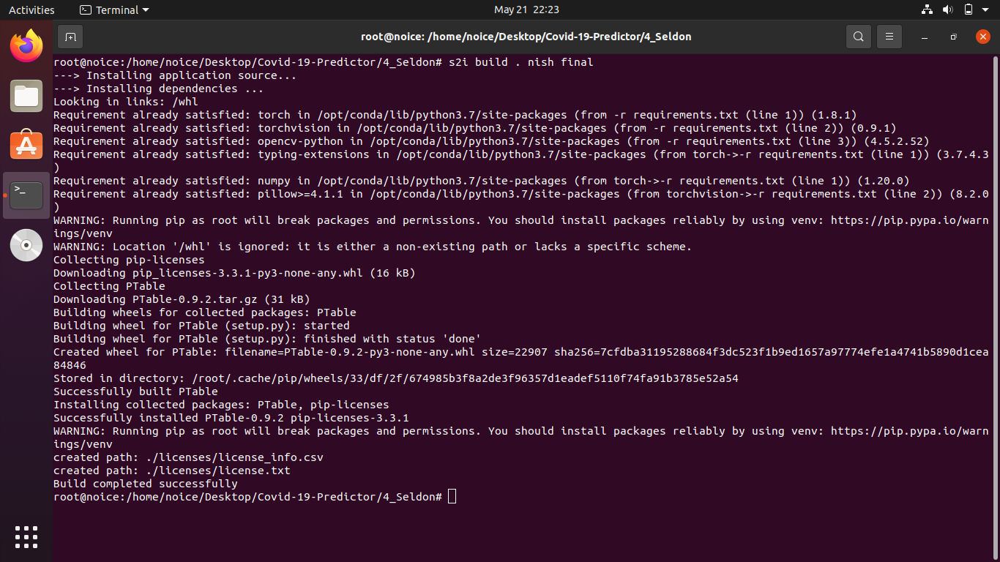 Activities
Terminal
May 21 22:23
root@noice: /home/noice/Desktop/Covid-19-Predictor/4_Seldon
root@noice:/home/noice/Desktop/Covid-19-Predictor/4_Seldon# s2i build . nish final
---> Installing application source...
---> Installing dependencies ...
Looking in links: /whl
Requirement already satisfied: torch in /opt/conda/lib/python3.7/site-packages (from -r requirements.txt (line 1)) (1.8.1)
Requirement already satisfied: torchvision in /opt/conda/lib/python3.7/site-packages (from -r requirements.txt (line 2)) (0.9.1)
Requirement already satisfied: opencv-python in /opt/conda/lib/python3.7/site-packages (from -r requirements.txt (line 3)) (4.5.2.52)
Requirement already satisfied: typing-extensions in /opt/conda/lib/python3.7/site-packages (from torch->-r requirements.txt (line 1)) (3.7.4.3
)
Requirement already satisfied: numpy in /opt/conda/lib/python3.7/site-packages (from torch->-r requirements.txt (line 1)) (1.20.0)
Requirement already satisfied: pillow>=4.1.1 in /opt/conda/lib/python3.7/site-packages (from torchvision->-r requirements.txt (line 2)) (8.2.0
)
WARNING: Running pip as root will break packages and permissions. You should install packages reliably by using venv: https://pip.pypa.io/warn
ings/venv
WARNING: Location '/whl' is ignored: it is either a non-existing path or lacks a specific scheme.
Collecting pip-licenses
Downloading pip_licenses-3.3.1-py3-none-any.whl (16 kB)
Collecting PTable
Downloading PTable-0.9.2.tar.gz (31 kB)
Building wheels for collected packages: PTable
Building wheel for PTable (setup.py): started
Building wheel for PTable (setup.py): finished with status 'done'
Created wheel for PTable: filename=PTable-0.9.2-py3-none-any.whl size=22907 sha256=7cfdba31195288684f3dc523f1b9ed1657a97774efe1a4741b5890d1cea
84846
Stored in directory: /root/.cache/pip/wheels/33/df/2f/674985b3f8a2de3f96357d1eadef5110f74fa91b3785e52a54
Successfully built PTable
Installing collected packages: PTable, pip-licenses
Successfully installed PTable-0.9.2 pip-licenses-3.3.1
WARNING: Running pip as root will break packages and permissions. You should install packages reliably by using venv: https://pip.pypa.io/warn
ings/venv
created path: ./licenses/license_info.csv
created path: ./licenses/license.txt
Build completed successfully
root@noice:/home/noice/Desktop/Covid-19-Predictor/4_Seldon#